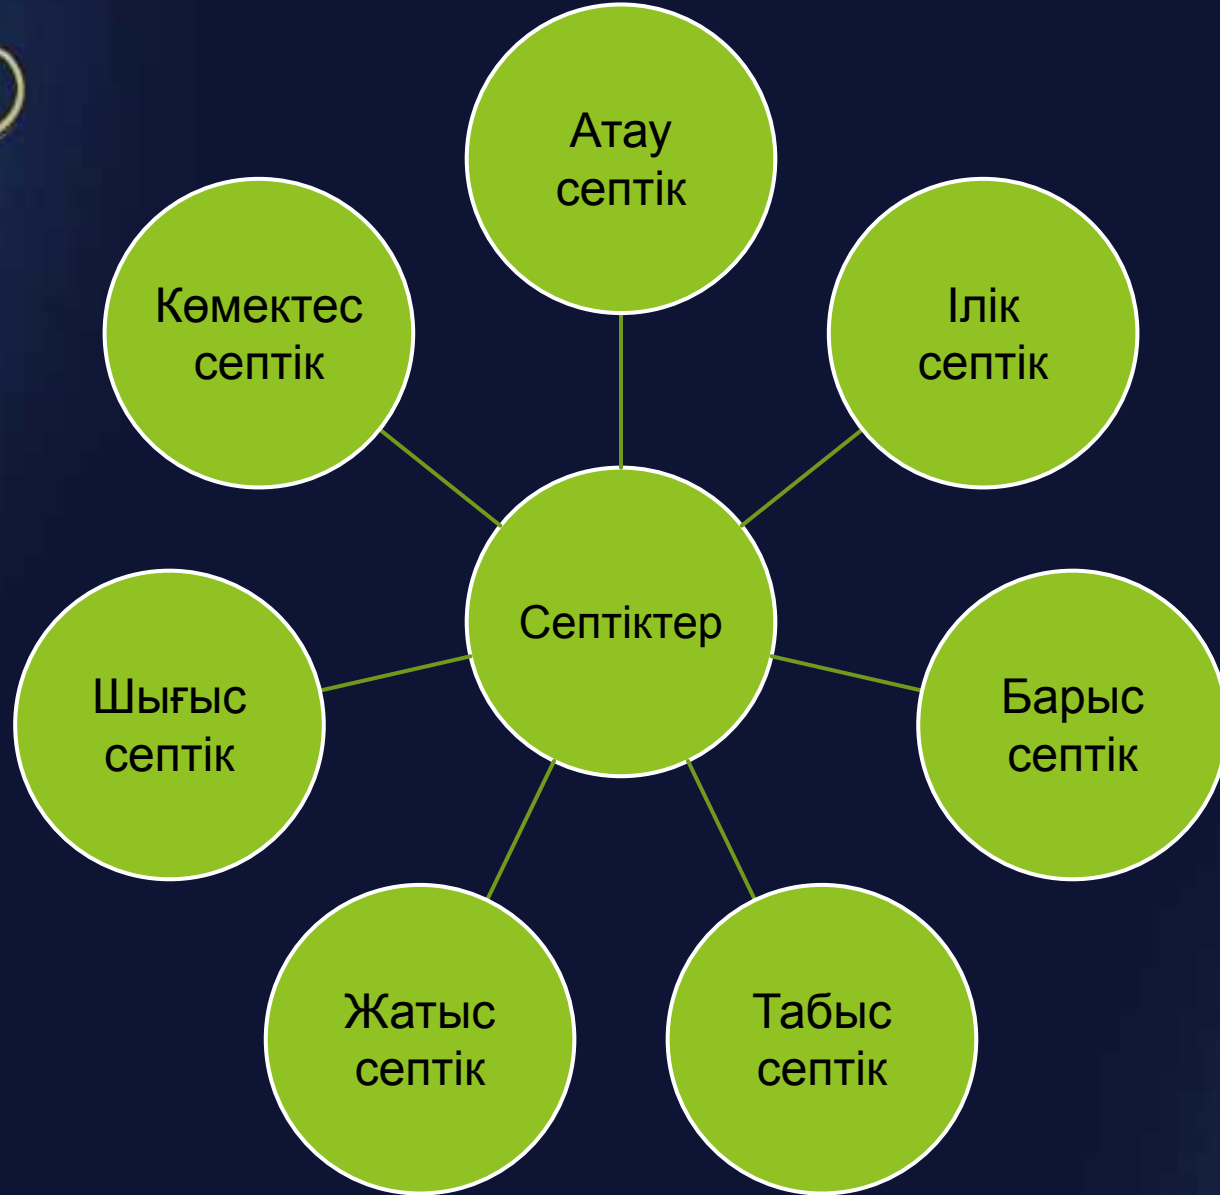 Атау
септік
Ілік
септік
Барыс
септік
Табыс
септік
Жатыс
септік
Шығыс
септік
Көмектес
септік
Септіктер